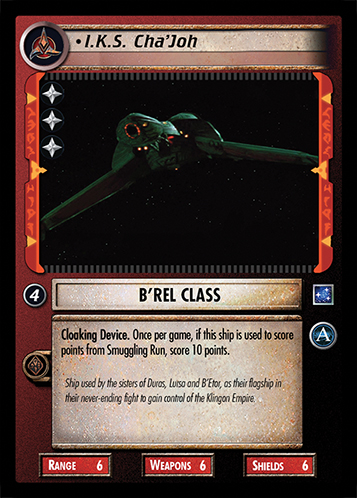 • I.K.S. Cha'Joh
4
B'REL CLASS
Cloaking Device. Once per game, if this ship is used to score
points from Smuggling Run, score 10 points.
A
Ship used by the sisters of Duras, Lursa and B'Etor, as their flagship in
their never-ending fight to gain control of the Klingon Empire.
RANGE 6
WEAPONS 6
SHIELDS 6